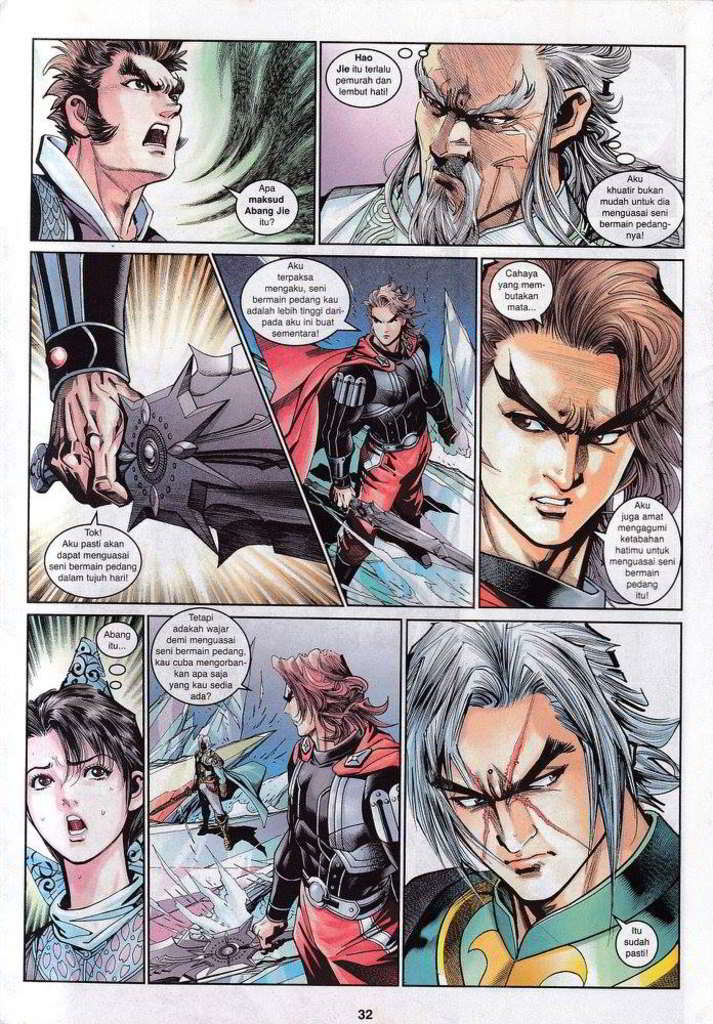 Apa
maksud
Abang Jie
itu?
Hao
Jie itu terlalu
pemurah dan
lembut hati!
Aku
khuatir bukan
mudah untuk dia
menguasai seni
bermain pedang-
nya!
Tok!
Aku pasti akan
dapat menguasai
seni bermain pedang
dalam tujuh hari!
Aku
terpaksa
mengaku, seni
bermain pedang kau
adalah lebih tinggi dari-
pada aku ini buat
sementara!
Cahaya
yang mem-
butakan
mata...
Aku
juga amat
mengagumi
ketabahan
hatimu untuk
menguasai seni
bermain
pedang
itu!
Abang
itu...
Tetapi
adakah wajar
demi menguasai
seni bermain pedang,
kau cuba mengorban-
kan apa saja
yang kau sedia
ada?
Itu
sudah
pasti!
32